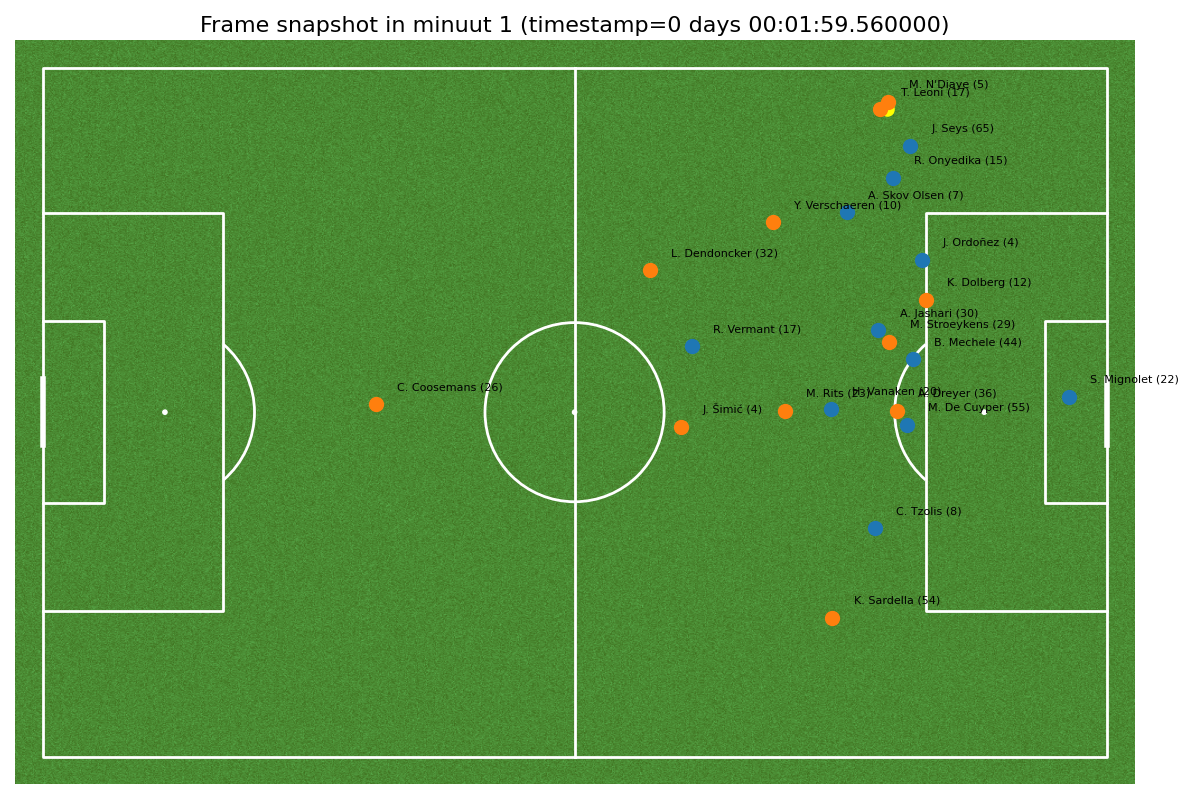 Frame snapshot in minuut 1 (timestamp=0 days 00:01:59.560000)
M. N'Diaye (5)
T. Leoni (17)
J. Seys (65)
R. Onyedika (15)
A. Skov Olsen (7)
Y. Verschaeren (10)
J. Ordoñez (4)
L. Dendoncker (32)
K. Dolberg (12)
A. Jashari (30)
M. Stroeykens (29)
R. Vermant (17)
B. Mechele (44)
S. Mignolet (22)
C. Coosemans (26)
M. Rits (23)
H. Vanaken (20)
A. Dreyer (36)
J. Šimić (4)
M. De Cuyper (55)
C. Tzolis (8)
K. Sardella (54)